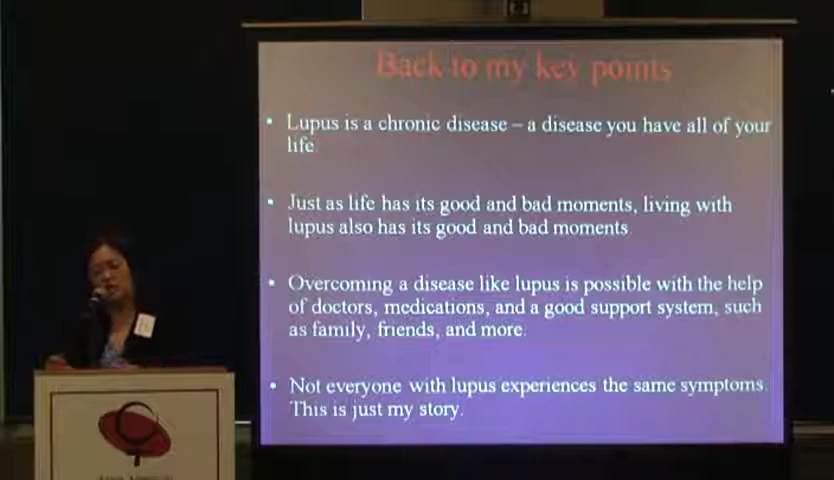 Back to my key points
• Lupus is a chronic disease – a disease you have all of your
life.
• Just as life has its good and bad moments, living with
lupus also has its good and bad moments
• Overcoming a disease like lupus is possible with the help
of doctors, medications, and a good support system, such
as family, friends, and more.
• Not everyone with lupus experiences the same symptoms.
This is just my story.